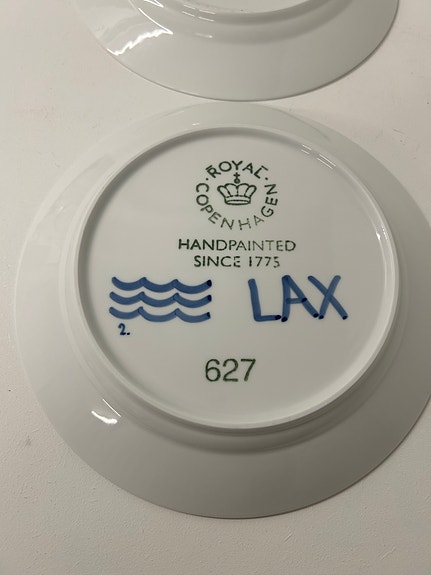 ROYAL
COPENHAGEN
HANDPAINTED
SINCE 1775
2.
LAX
627